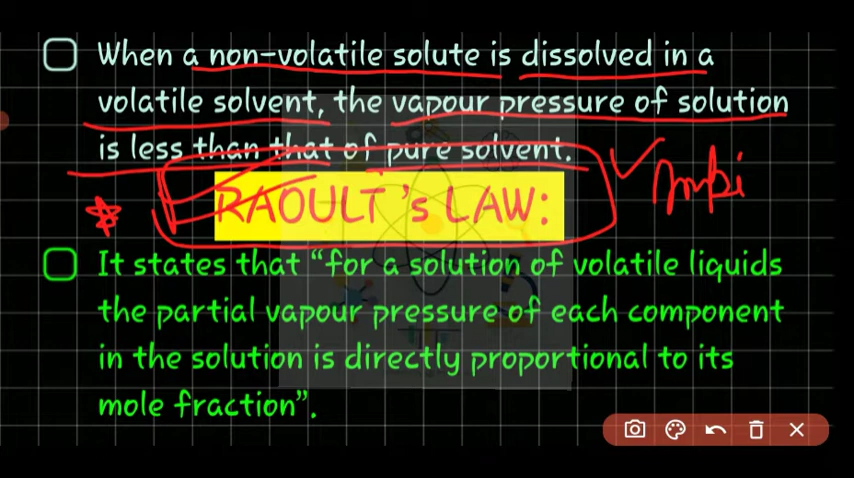 When a non-volatile solute is dissolved in a
volatile solvent, the vapour pressure of solution
is less than that of pure solvent.
RAOULT's LAW:
It states that “for a solution of volatile liquids
the partial vapour pressure of each component
in the solution is directly proportional to its
mole fraction”.